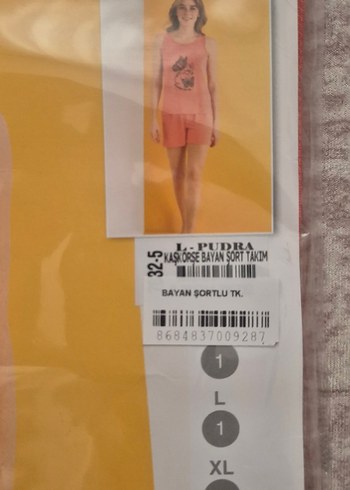 L - PUDRA
32-5
KAŞKORSE BAYAN ŞORT TAKIM
BAYAN ŞORTLU TK.
8684837009287
1
L
1
XL